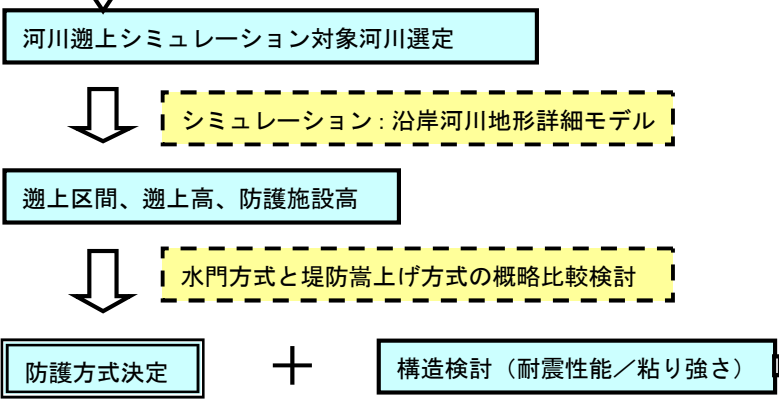 河川遡上シミュレーション対象河川選定
シミュレーション：沿岸河川地形詳細モデル
遡上区間、遡上高、防護施設高
水門方式と堤防嵩上げ方式の概略比較検討
防護方式決定
＋
構造検討（耐震性能／粘り強さ）